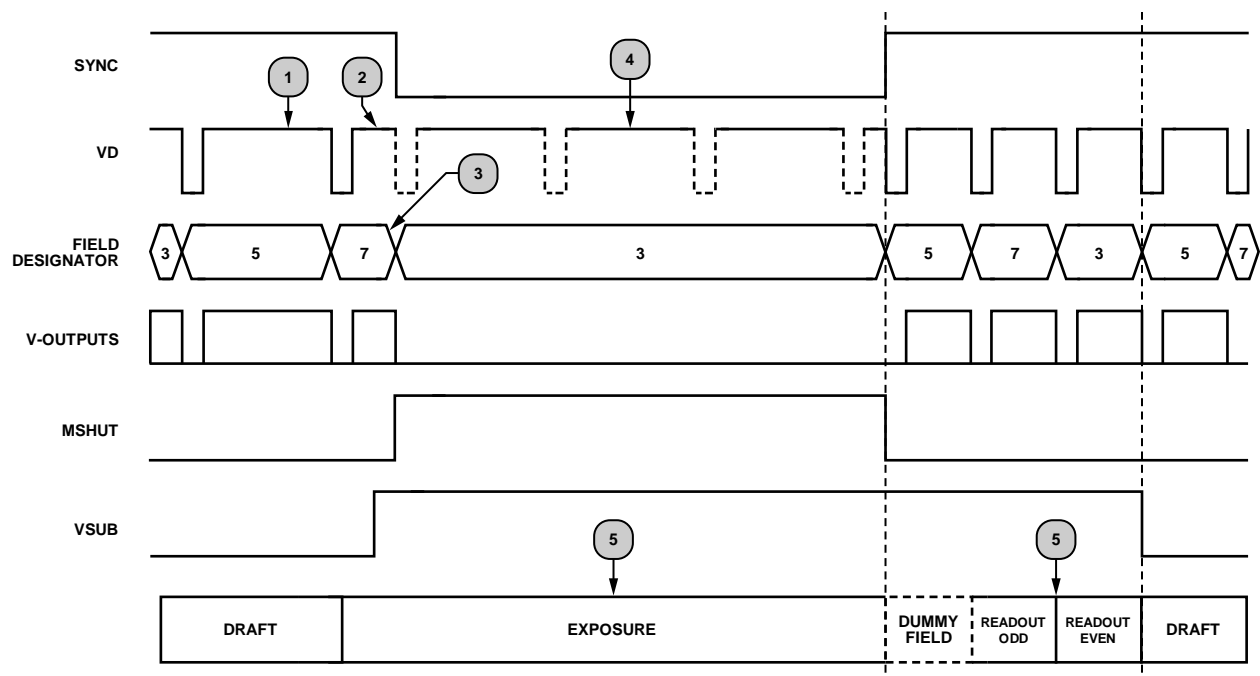 SYNC
1
2
4
VD
3
FIELD
DESIGNATOR
3
5
7
3
5
7
3
5
7
V-OUTPUTS
MSHUT
VSUB
5
5
DRAFT
EXPOSURE
DUMMY
FIELD
READOUT
ODD
READOUT
EVEN
DRAFT